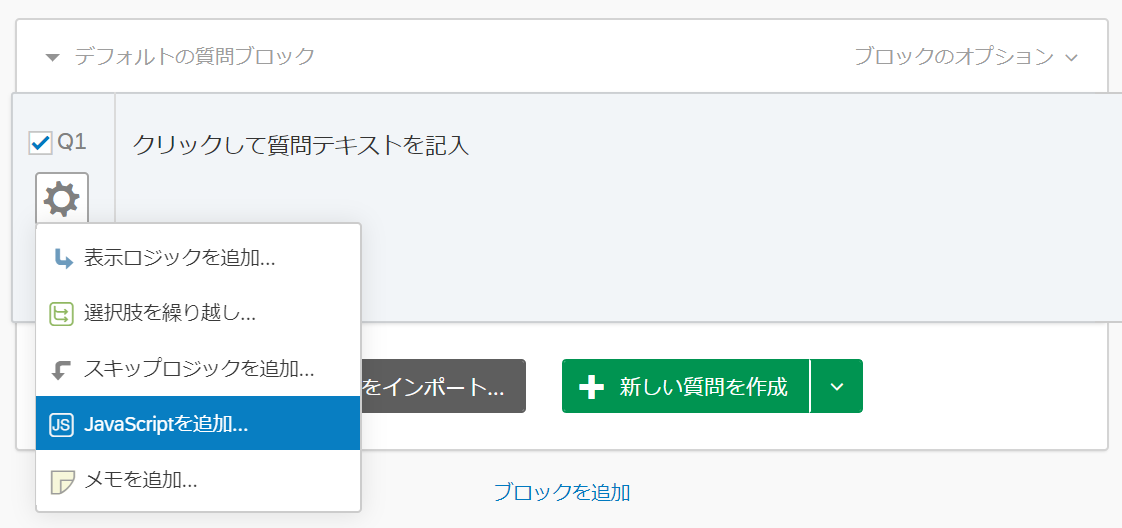 デフォルトの質問ブロック
ブロックのオプション
Q1
クリックして質問テキストを記入
表示ロジックを追加...
選択肢を繰り越し...
スキップロジックを追加...
をインポート...
新しい質問を作成
JS JavaScriptを追加...
メモを追加...
ブロックを追加